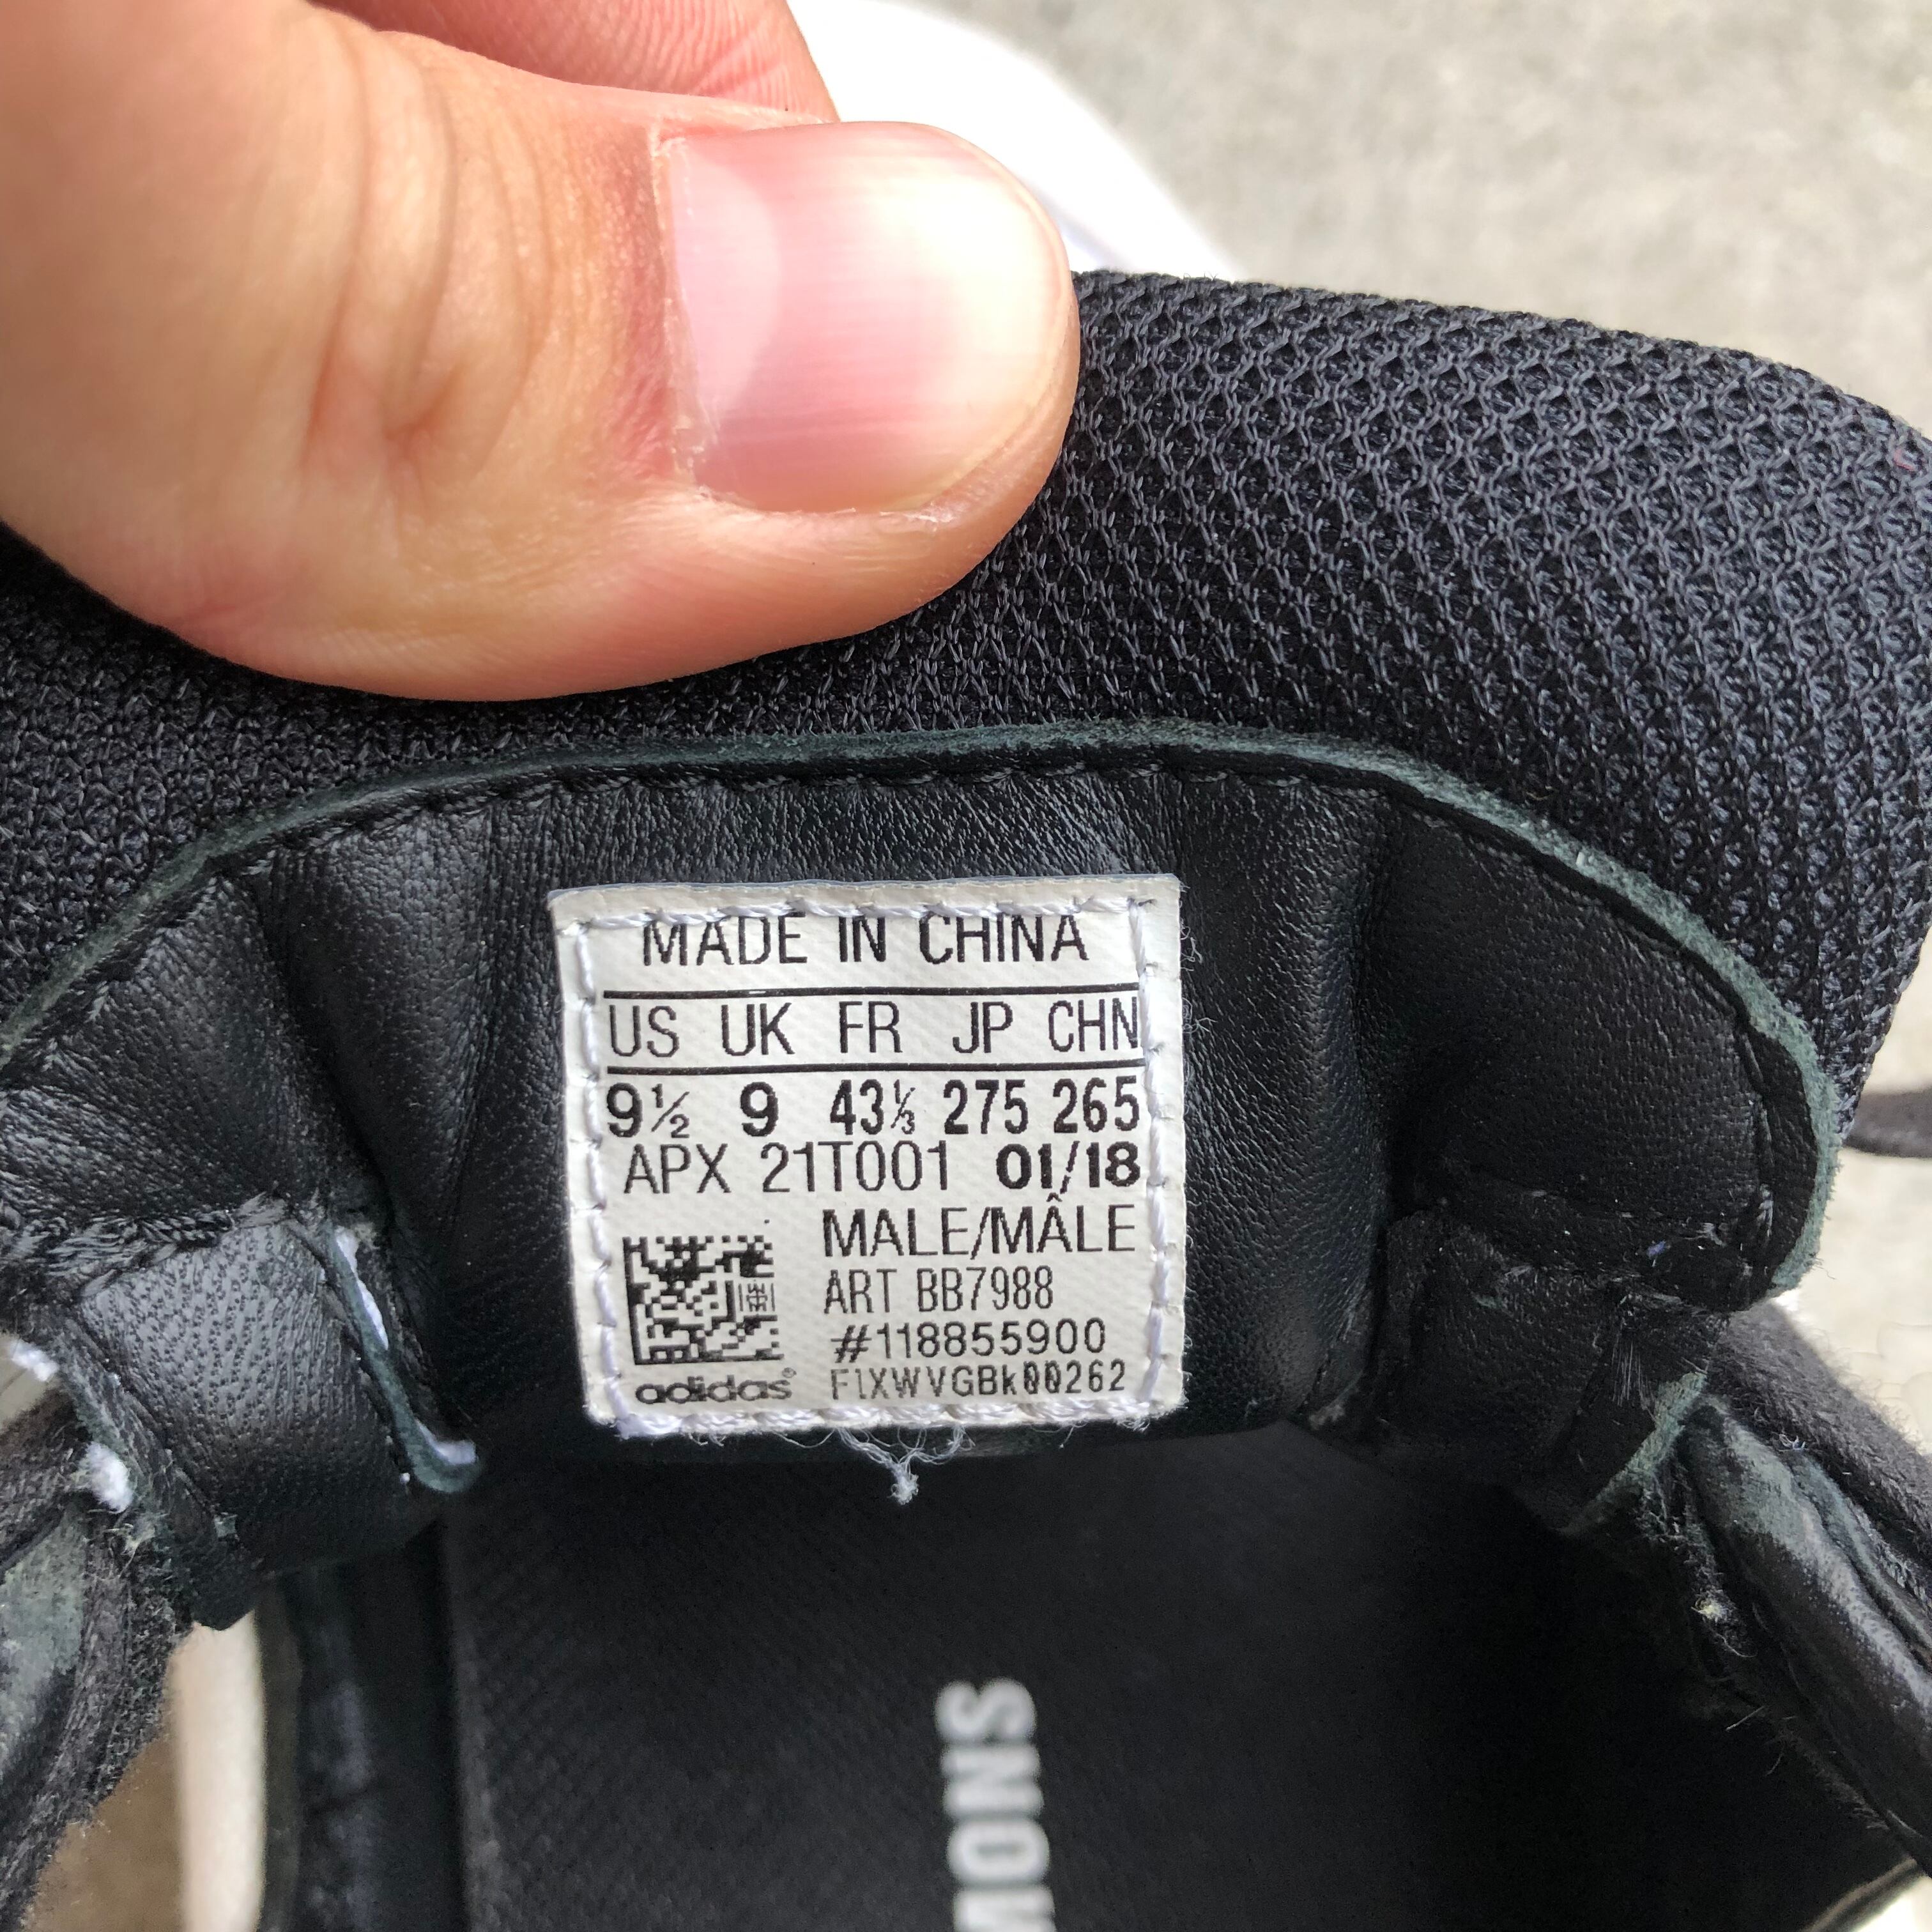 MADE IN CHINA
US UK FR JP CHN
9½ 9 43⅓ 275 265
APX 21T001 01/18
MALE/MÂLE
ART BB7988
#118855900
adidas® F1XWVGBk00262
MONS